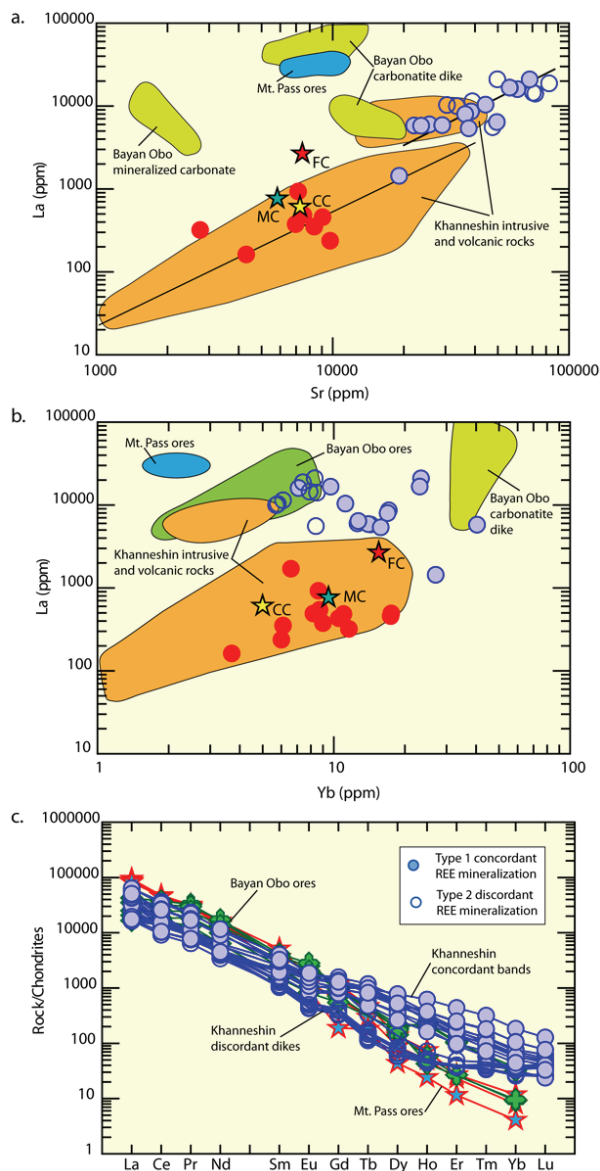 a.
100000
10000
1000
100
10
La (ppm)
Mt. Pass ores
Bayan Obo
carbonatite dike
Bayan Obo
mineralized carbonate
FC
MC
CC
Khanneshin intrusive
and volcanic rocks
1000
10000
100000
Sr (ppm)
b.
100000
10000
1000
100
10
La (ppm)
Mt. Pass ores
Bayan Obo ores
Bayan Obo
carbonatite
dike
Khanneshin intrusive
and volcanic rocks
FC
CC
MC
1
10
100
Yb (ppm)
c.
1000000
100000
10000
1000
100
10
1
Rock/Chondrites
Type 1 concordant
REE mineralization
Type 2 discordant
REE mineralization
Bayan Obo ores
Khanneshin
concordant bands
Khanneshin
discordant dikes
Mt. Pass ores
La Ce Pr Nd Sm Eu Gd Tb Dy Ho Er Tm Yb Lu